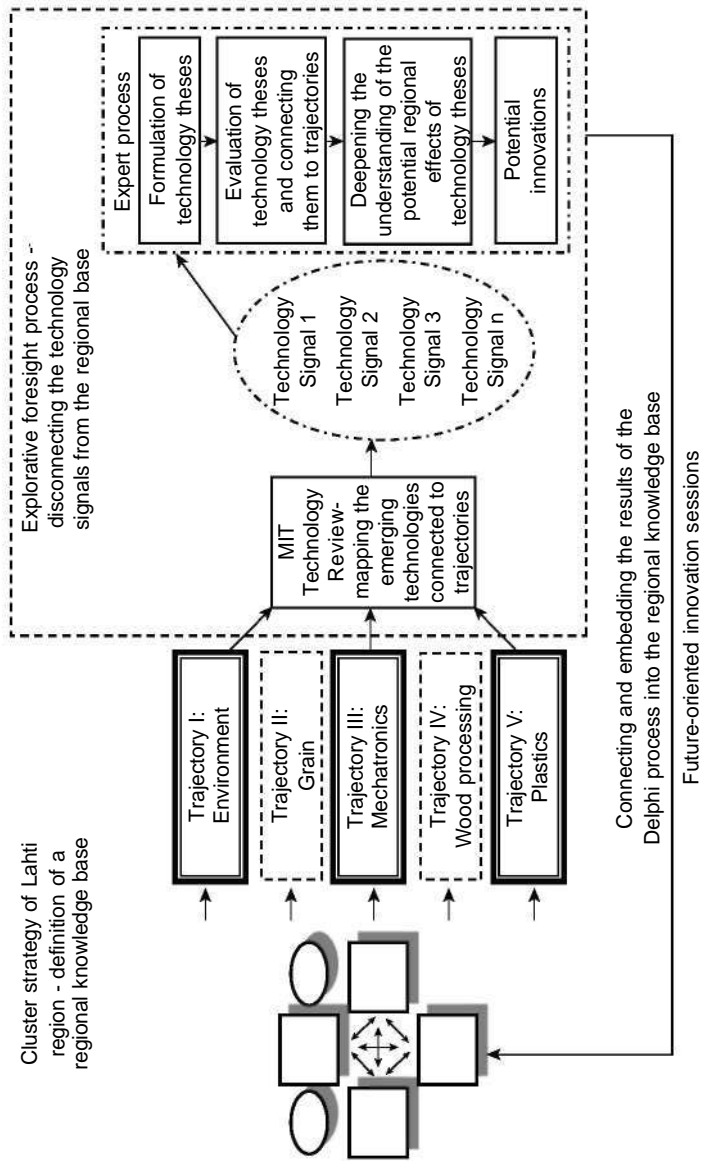 Cluster strategy of Lahti
region - definition of a
regional knowledge base
Trajectory I:
Environment
Trajectory II:
Grain
Trajectory III:
Mechatronics
Trajectory IV:
Wood processing
Trajectory V:
Plastics
Explorative foresight process -
disconnecting the technology
signals from the regional base
MIT
Technology
Review-
mapping the
emerging
technologies
connected to
trajectories
Technology
Signal 1
Technology
Signal 2
Technology
Signal 3
Technology
Signal n
Expert process
Formulation of
technology theses
Evaluation of
technology theses
and connecting
them to trajectories
Deepening the
understanding of the
potential regional
effects of
technology theses
Potential
innovations
Connecting and embedding the results of the
Delphi process into the regional knowledge base
Future-oriented innovation sessions